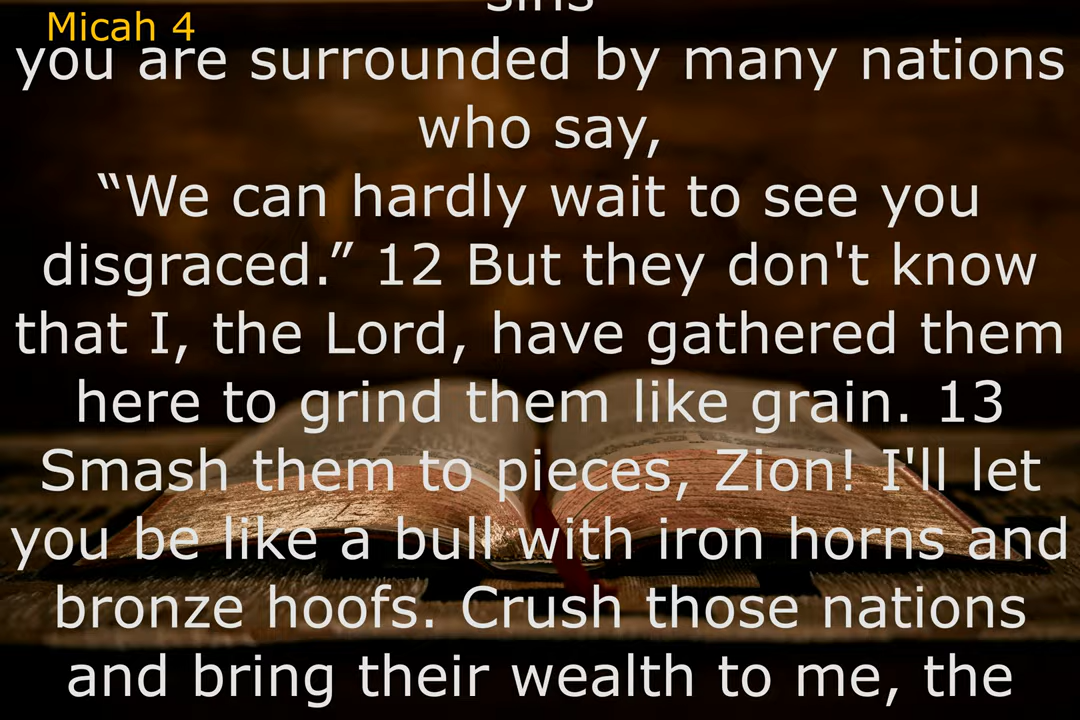 Micah 4
you are surrounded by many nations
who say,
“We can hardly wait to see you
disgraced.” 12 But they don't know
that I, the Lord, have gathered them
here to grind them like grain. 13
Smash them to pieces, Zion! I'll let
you be like a bull with iron horns and
bronze hoofs. Crush those nations
and bring their wealth to me, the